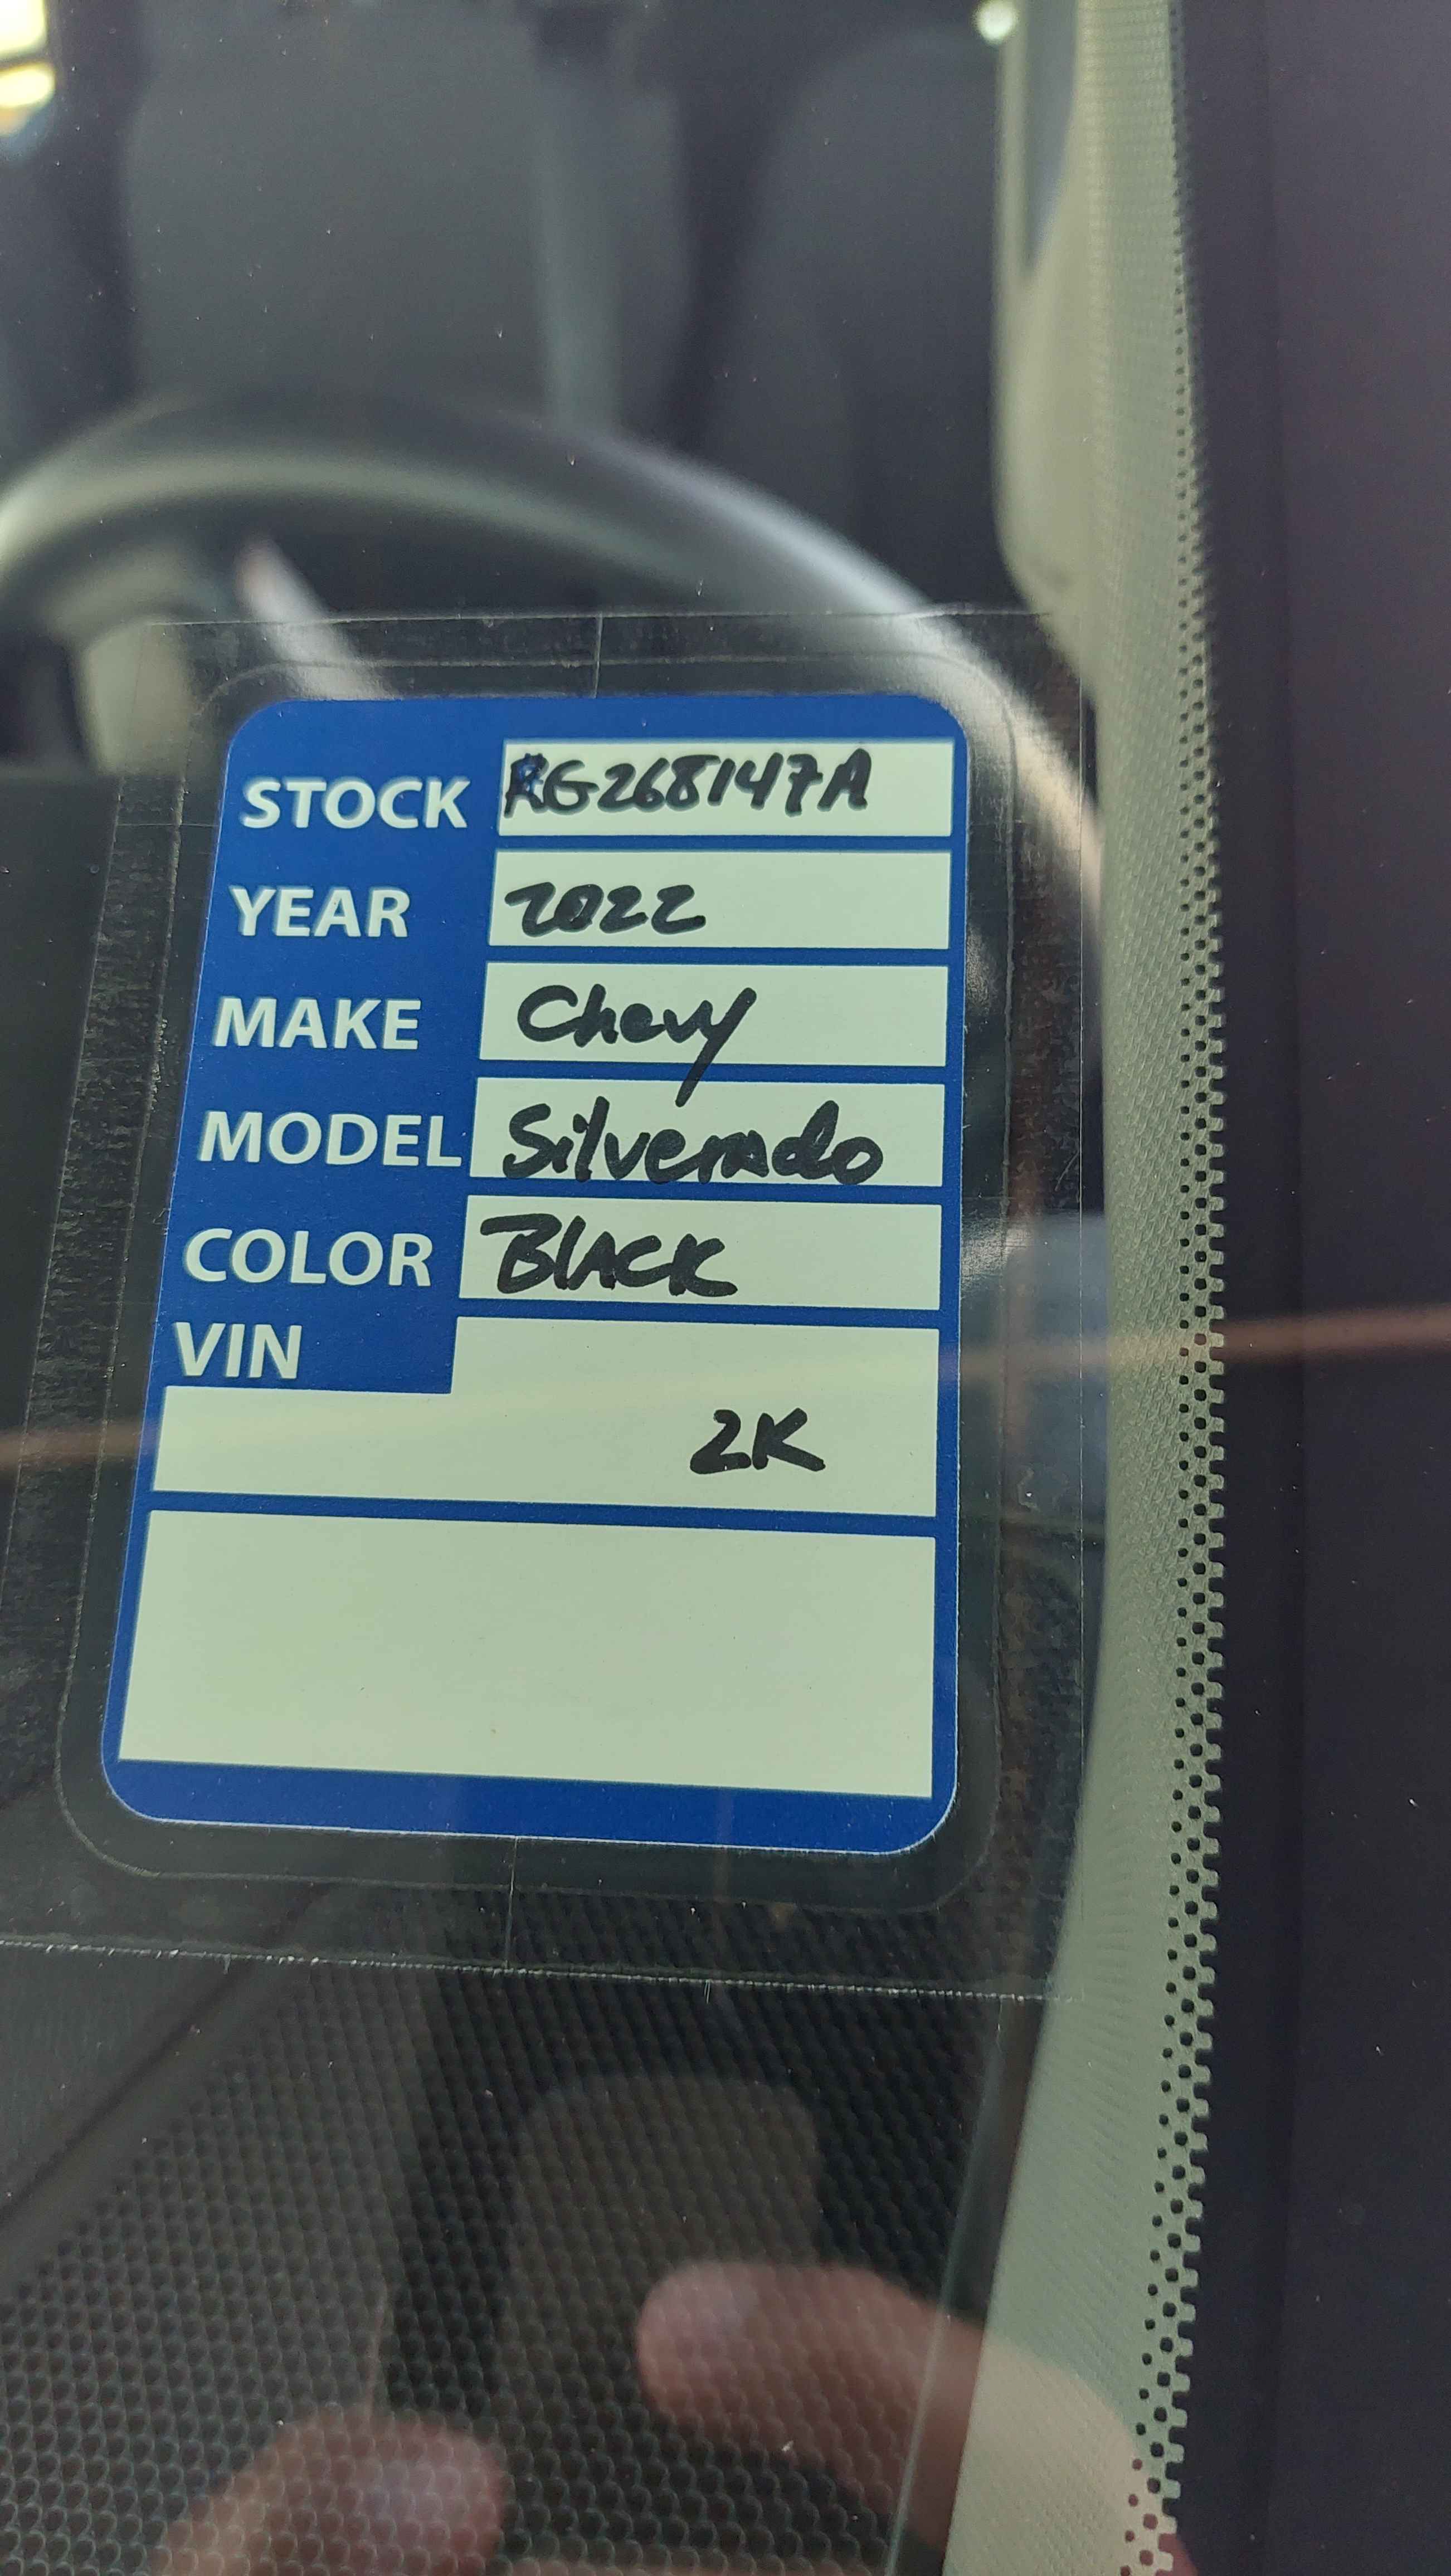 STOCK RG268147A
YEAR 2022
MAKE Chevy
MODEL Silverado
COLOR BLACK
VIN
2K